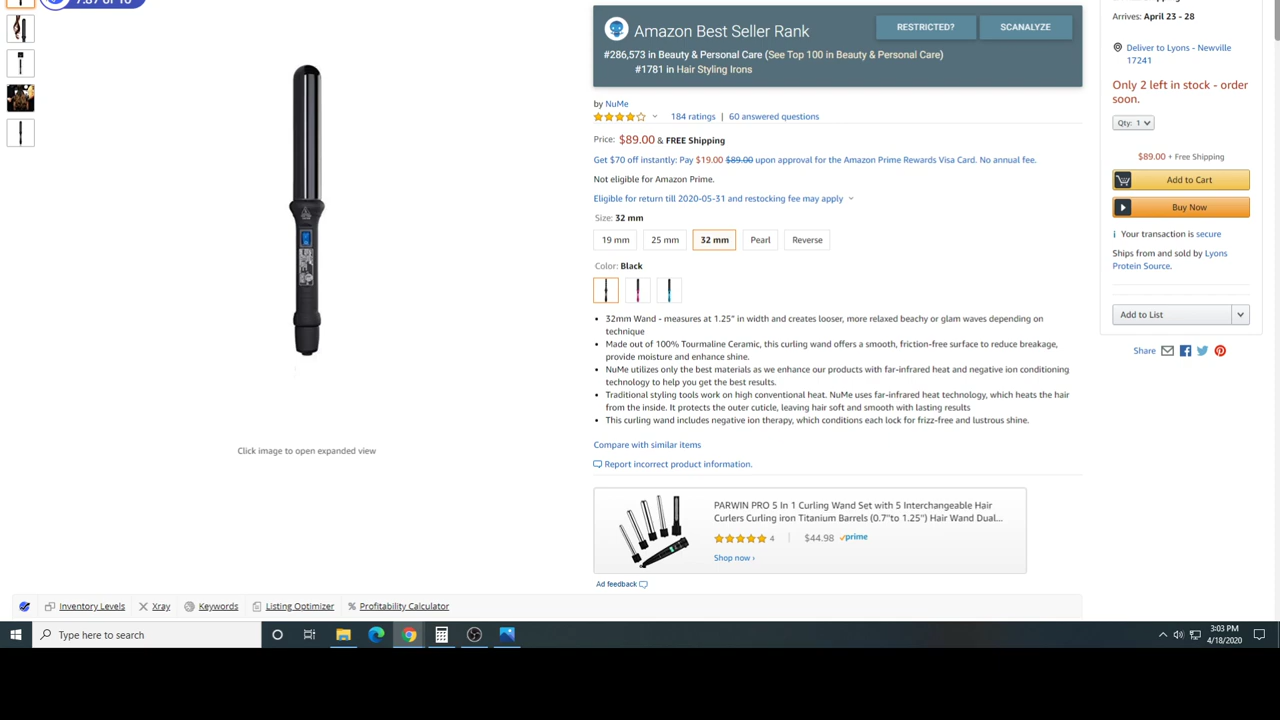 7.87 of 10
Click image to open expanded view
Amazon Best Seller Rank
RESTRICTED?
SCANALYZE
#286,573 in Beauty & Personal Care (See Top 100 in Beauty & Personal Care)
#1781 in Hair Styling Irons
by NuMe
184 ratings | 60 answered questions
Price: $89.00 & FREE Shipping
Get $70 off instantly: Pay $19.00 $89.00 upon approval for the Amazon Prime Rewards Visa Card. No annual fee.
Not eligible for Amazon Prime.
Eligible for return till 2020-05-31 and restocking fee may apply
Size: 32 mm
19 mm
25 mm
32 mm
Pearl
Reverse
Color: Black
• 32mm Wand - measures at 1.25" in width and creates looser, more relaxed beachy or glam waves depending on
technique
• Made out of 100% Tourmaline Ceramic, this curling wand offers a smooth, friction-free surface to reduce breakage,
provide moisture and enhance shine.
• NuMe utilizes only the best materials as we enhance our products with far-infrared heat and negative ion conditioning
technology to help you get the best results.
• Traditional styling tools work on high conventional heat. NuMe uses far-infrared heat technology, which heats the hair
from the inside. It protects the outer cuticle, leaving hair soft and smooth with lasting results
• This curling wand includes negative ion therapy, which conditions each lock for frizz-free and lustrous shine.
Compare with similar items
Report incorrect product information.
PARWIN PRO 5 In 1 Curling Wand Set with 5 Interchangeable Hair
Curlers Curling iron Titanium Barrels (0.7"to 1.25") Hair Wand Dual...
4 | $44.98 prime
Shop now ›
Ad feedback
Arrives: April 23 - 28
Deliver to Lyons - Newville
17241
Only 2 left in stock - order
soon.
Qty: 1
$89.00 + Free Shipping
Add to Cart
Buy Now
Your transaction is secure
Ships from and sold by Lyons
Protein Source.
Add to List
Share
Inventory Levels
Xray
Keywords
Listing Optimizer
% Profitability Calculator
Type here to search
3:03 PM
4/18/2020